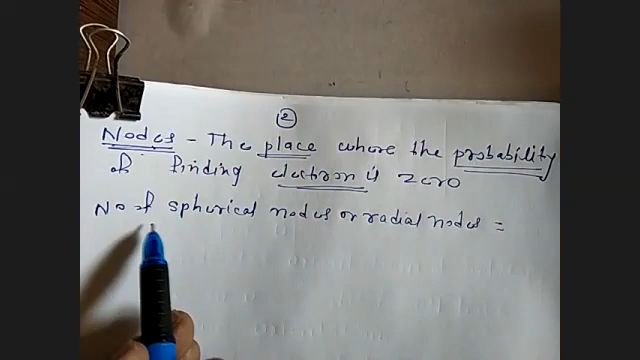 2
Nodes - The place where the probability
of finding electron is zero
No of spherical nodes or radial nodes =